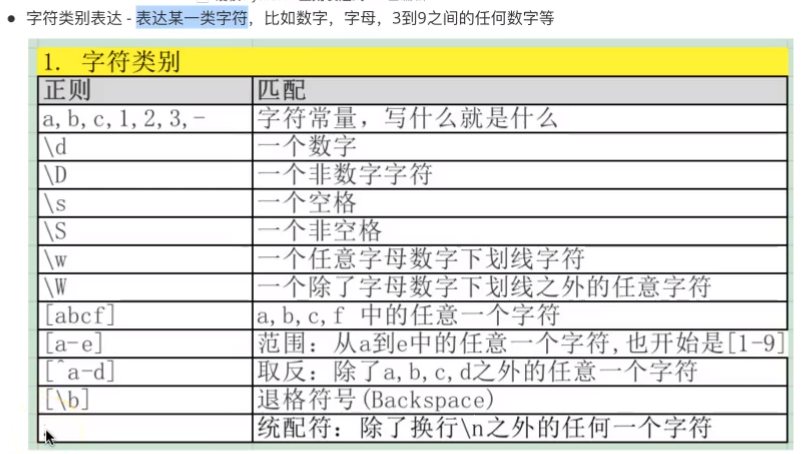 • 字符类别表达 - 表达某一类字符，比如数字，字母，3到9之间的任何数字等
1. 字符类别
正则 匹配
a,b,c,1,2,3,- 字符常量，写什么就是什么
\d 一个数字
\D 一个非数字字符
\s 一个空格
\S 一个非空格
\w 一个任意字母数字下划线字符
\W 一个除了字母数字下划线之外的任意字符
[abcf] a,b,c,f 中的任意一个字符
[a-e] 范围：从a到e中的任意一个字符,也开始是[1-9]
[^a-d] 取反：除了a,b,c,d之外的任意一个字符
[\b] 退格符号(Backspace)
统配符：除了换行\n之外的任何一个字符